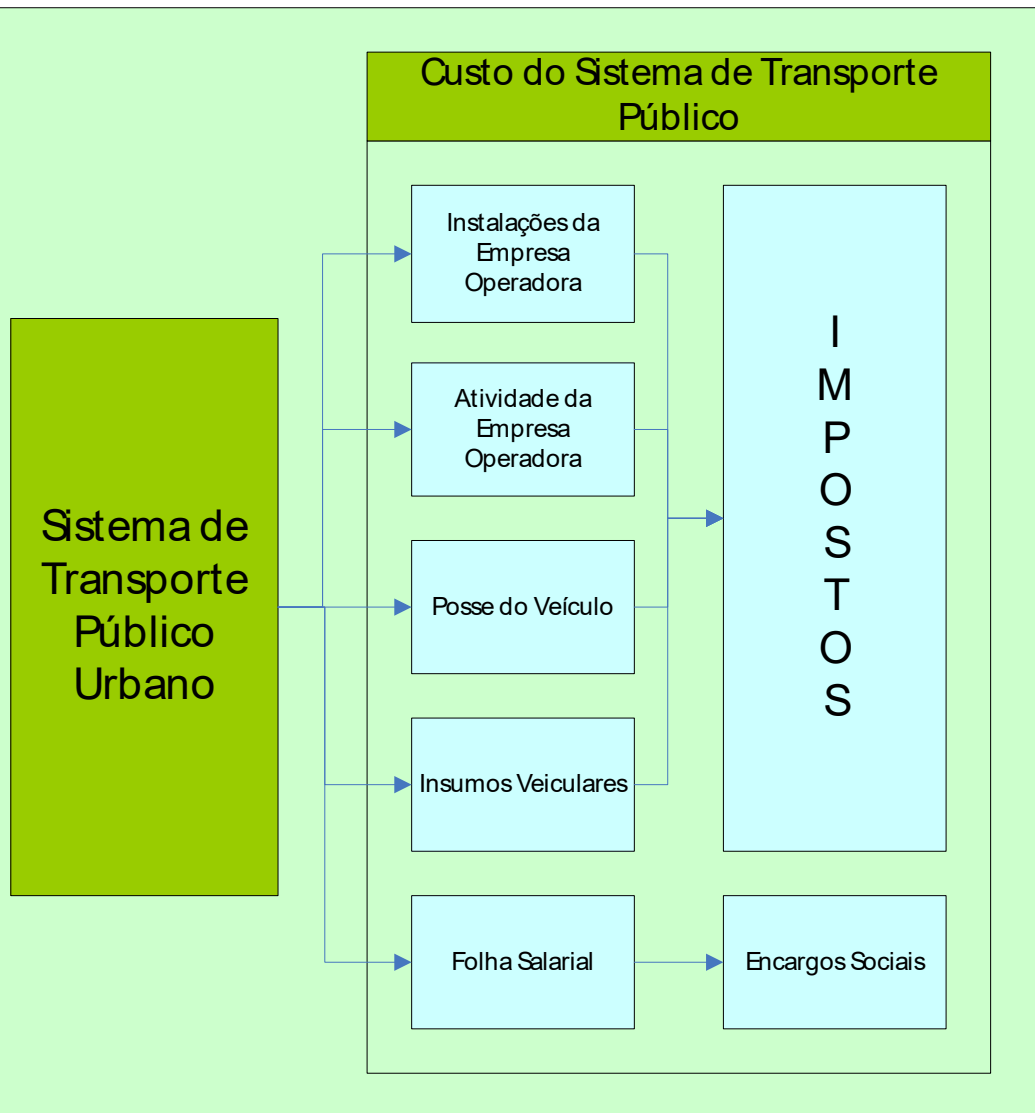 Custo do Sistema de Transporte
Público
Instalações da
Empresa
Operadora
Atividade da
Empresa
Operadora
Posse do Veículo
Insumos Veiculares
Folha Salarial
I
M
P
O
S
T
O
S
Encargos Sociais
Sistema de
Transporte
Público
Urbano